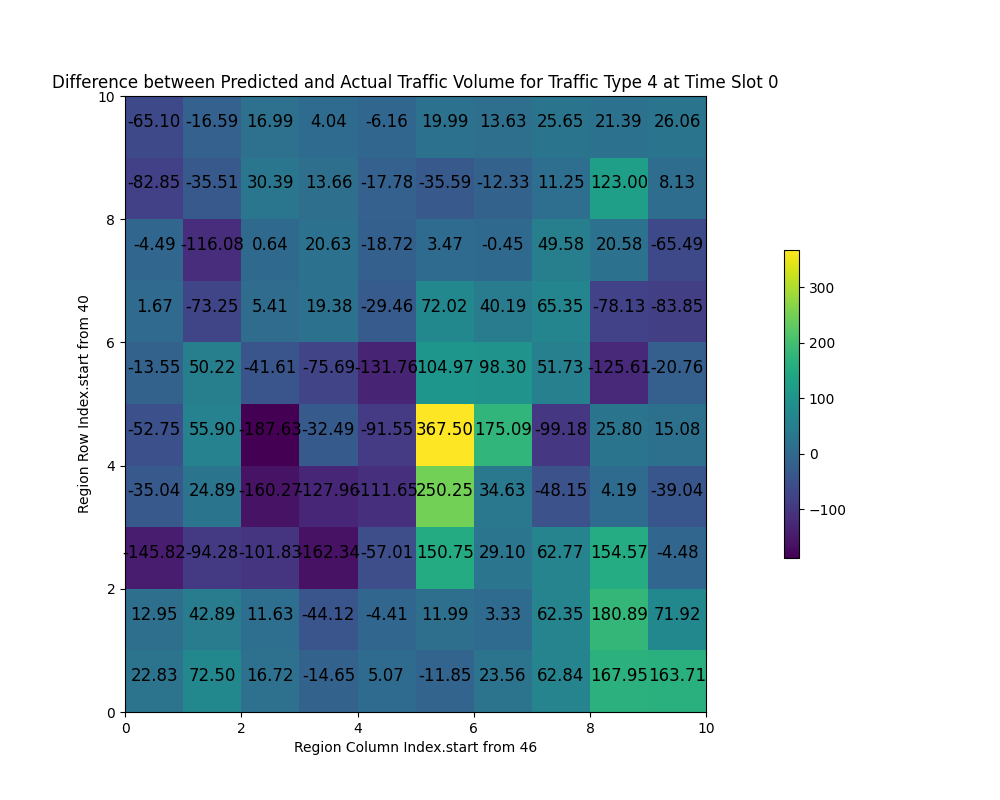 Difference between Predicted and Actual Traffic Volume for Traffic Type 4 at Time Slot 0
10
-65.10 -16.59 16.99 4.04 -6.16 19.99 13.63 25.65 21.39 26.06
-82.85 -35.51 30.39 13.66 -17.78 -35.59 -12.33 11.25 123.00 8.13
8
-4.49 -116.08 0.64 20.63 -18.72 3.47 -0.45 49.58 20.58 -65.49
1.67 -73.25 5.41 19.38 -29.46 72.02 40.19 65.35 -78.13 -83.85
6
-13.55 50.22 -41.61 -75.69 -131.76 104.97 98.30 51.73 -125.61 -20.76
-52.75 55.90 -187.63 -32.49 -91.55 367.50 175.09 -99.18 25.80 15.08
4
-35.04 24.89 -160.27 -127.96 -111.65 250.25 34.63 -48.15 4.19 -39.04
-145.82 -94.28 -101.83 -162.34 -57.01 150.75 29.10 62.77 154.57 -4.48
2
12.95 42.89 11.63 -44.12 -4.41 11.99 3.33 62.35 180.89 71.92
22.83 72.50 16.72 -14.65 5.07 -11.85 23.56 62.84 167.95 163.71
0
0 2 4 6 8 10
Region Column Index.start from 46
Region Row Index.start from 40
300
200
100
0
−100